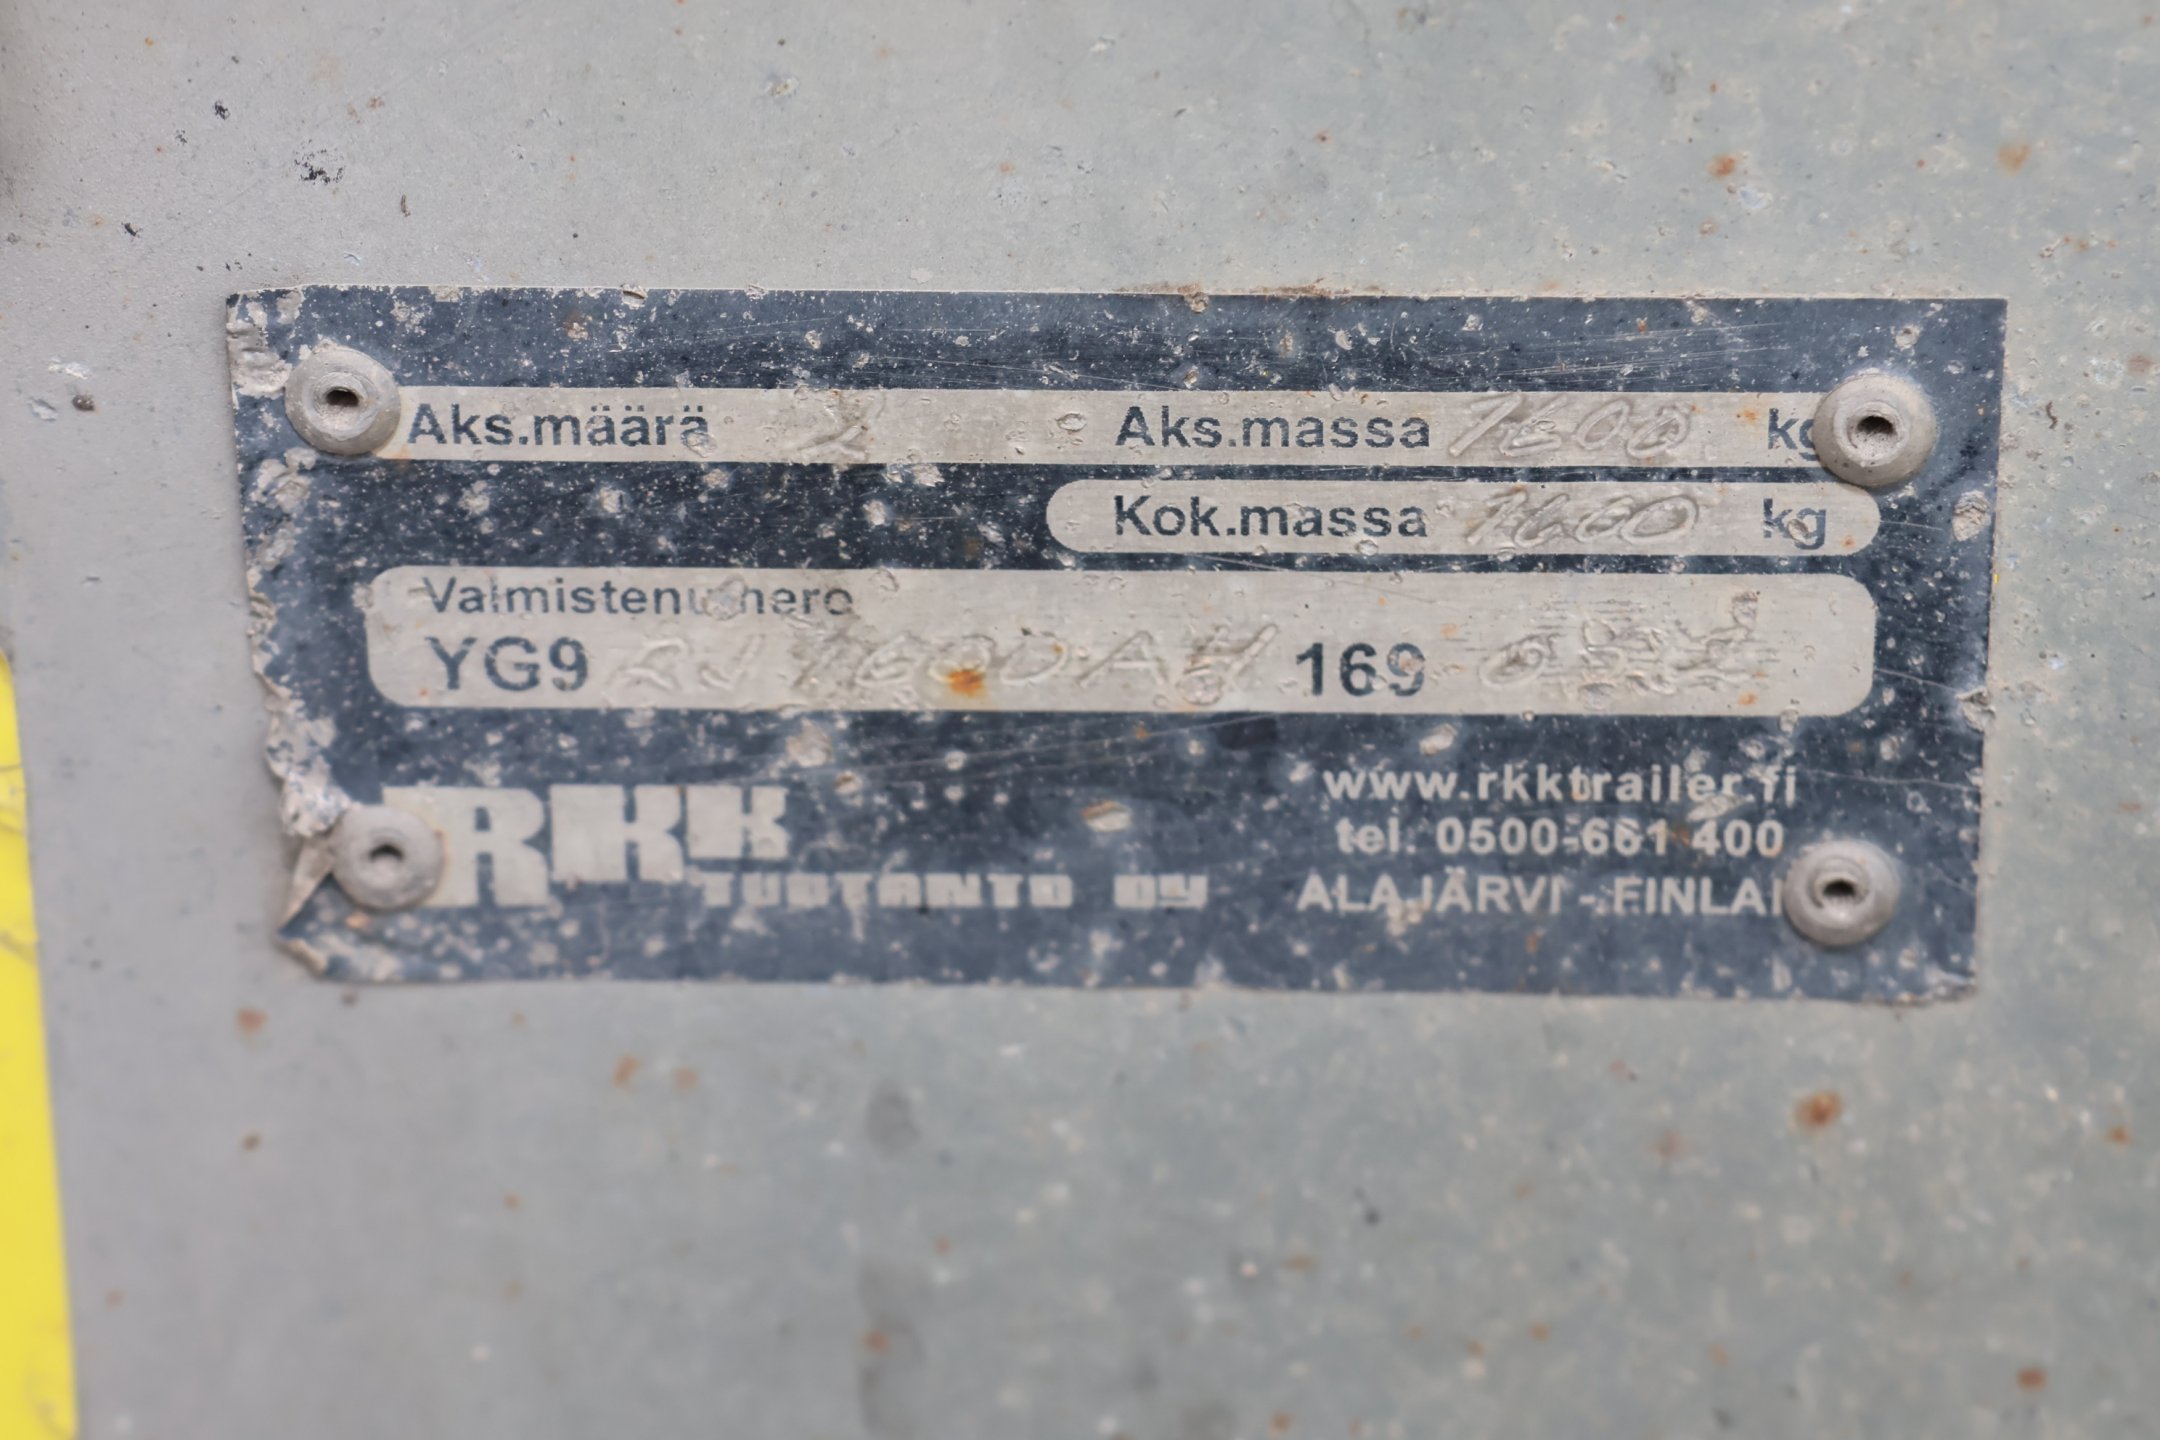 Aks.määrä 2 Aks.massa 1600 kg
Kok.massa 1600 kg
Valmistenumero
YG9 RJ1600AH 169
RKK
TUOTANTO OY
www.rkktrailer.fi
tel. 0500-661 400
ALAJÄRVI - FINLA